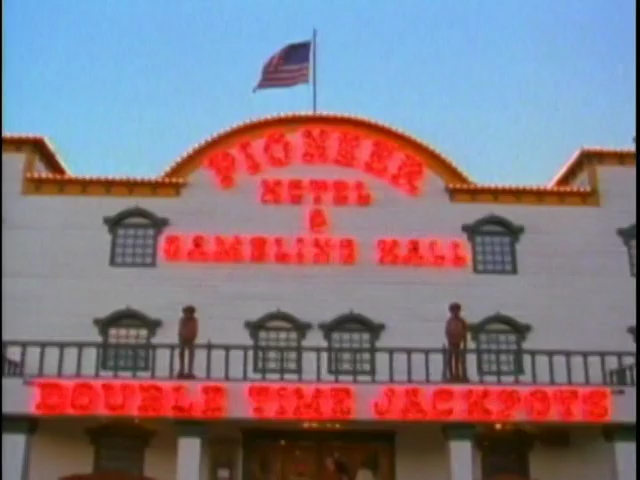 PIONEER
HOTEL
&
GAMBLING HALL
DOUBLE TIME JACKPOTS